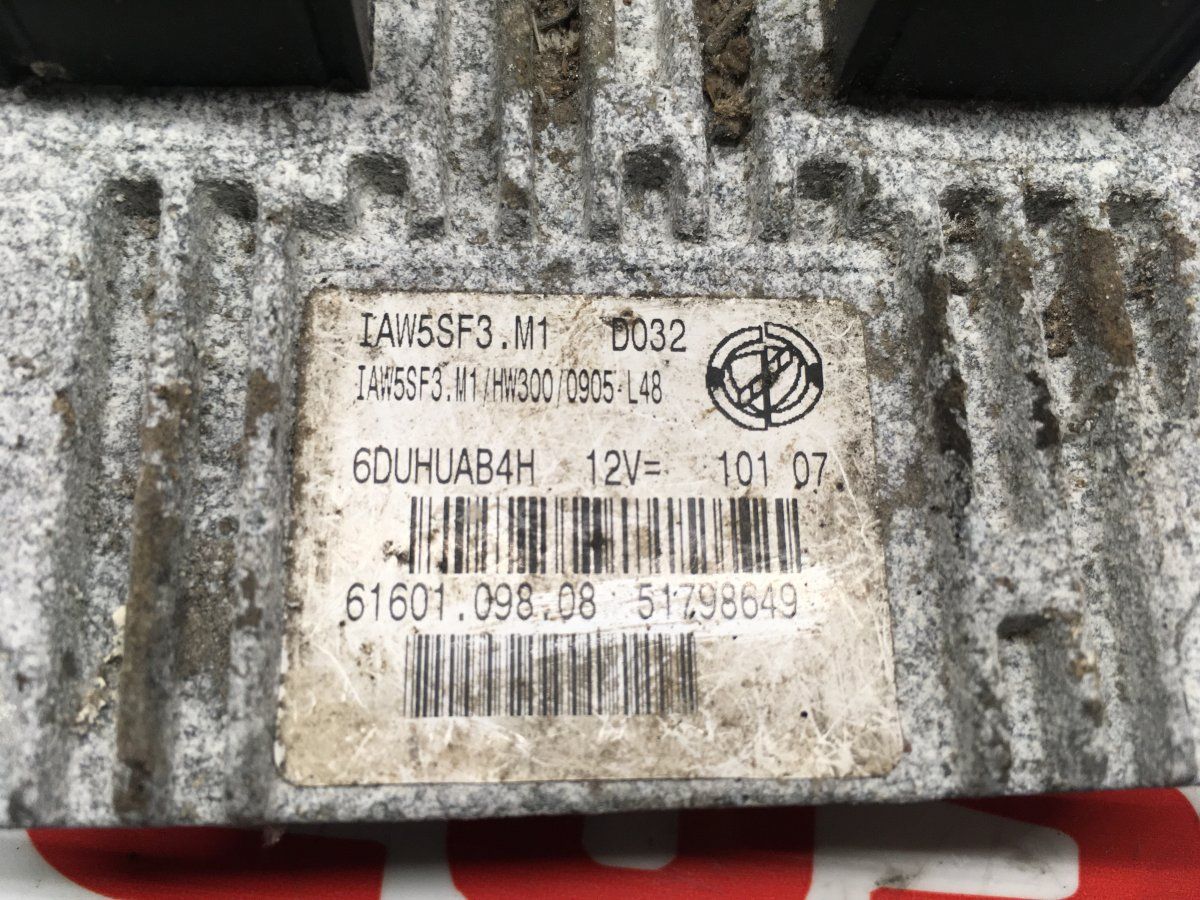 IAW5SF3.M1 D032
IAW5SF3.M1/HW300/0905-L48
6DUHUAB4H 12V= 101 07
61601.098.08 51798649